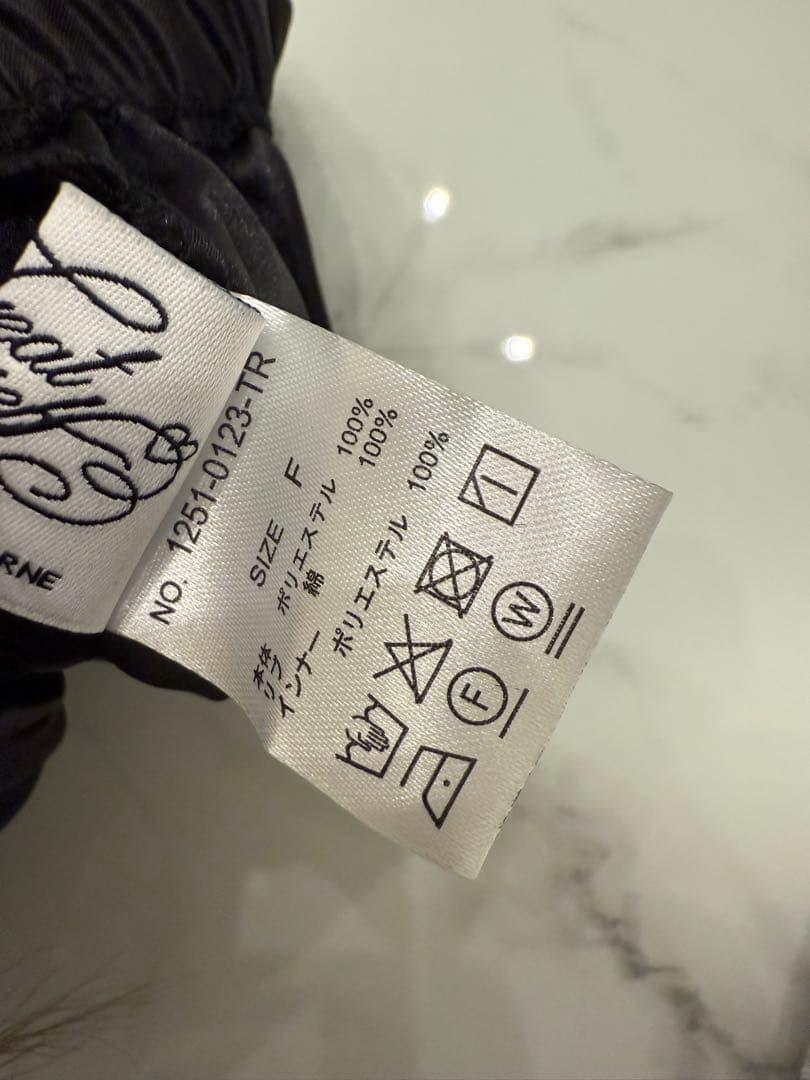 RNE
NO. 1251-0123-TR
SIZE F
本体 ポリエステル 100%
リブ 綿 100%
インナー ポリエステル 100%
W
F